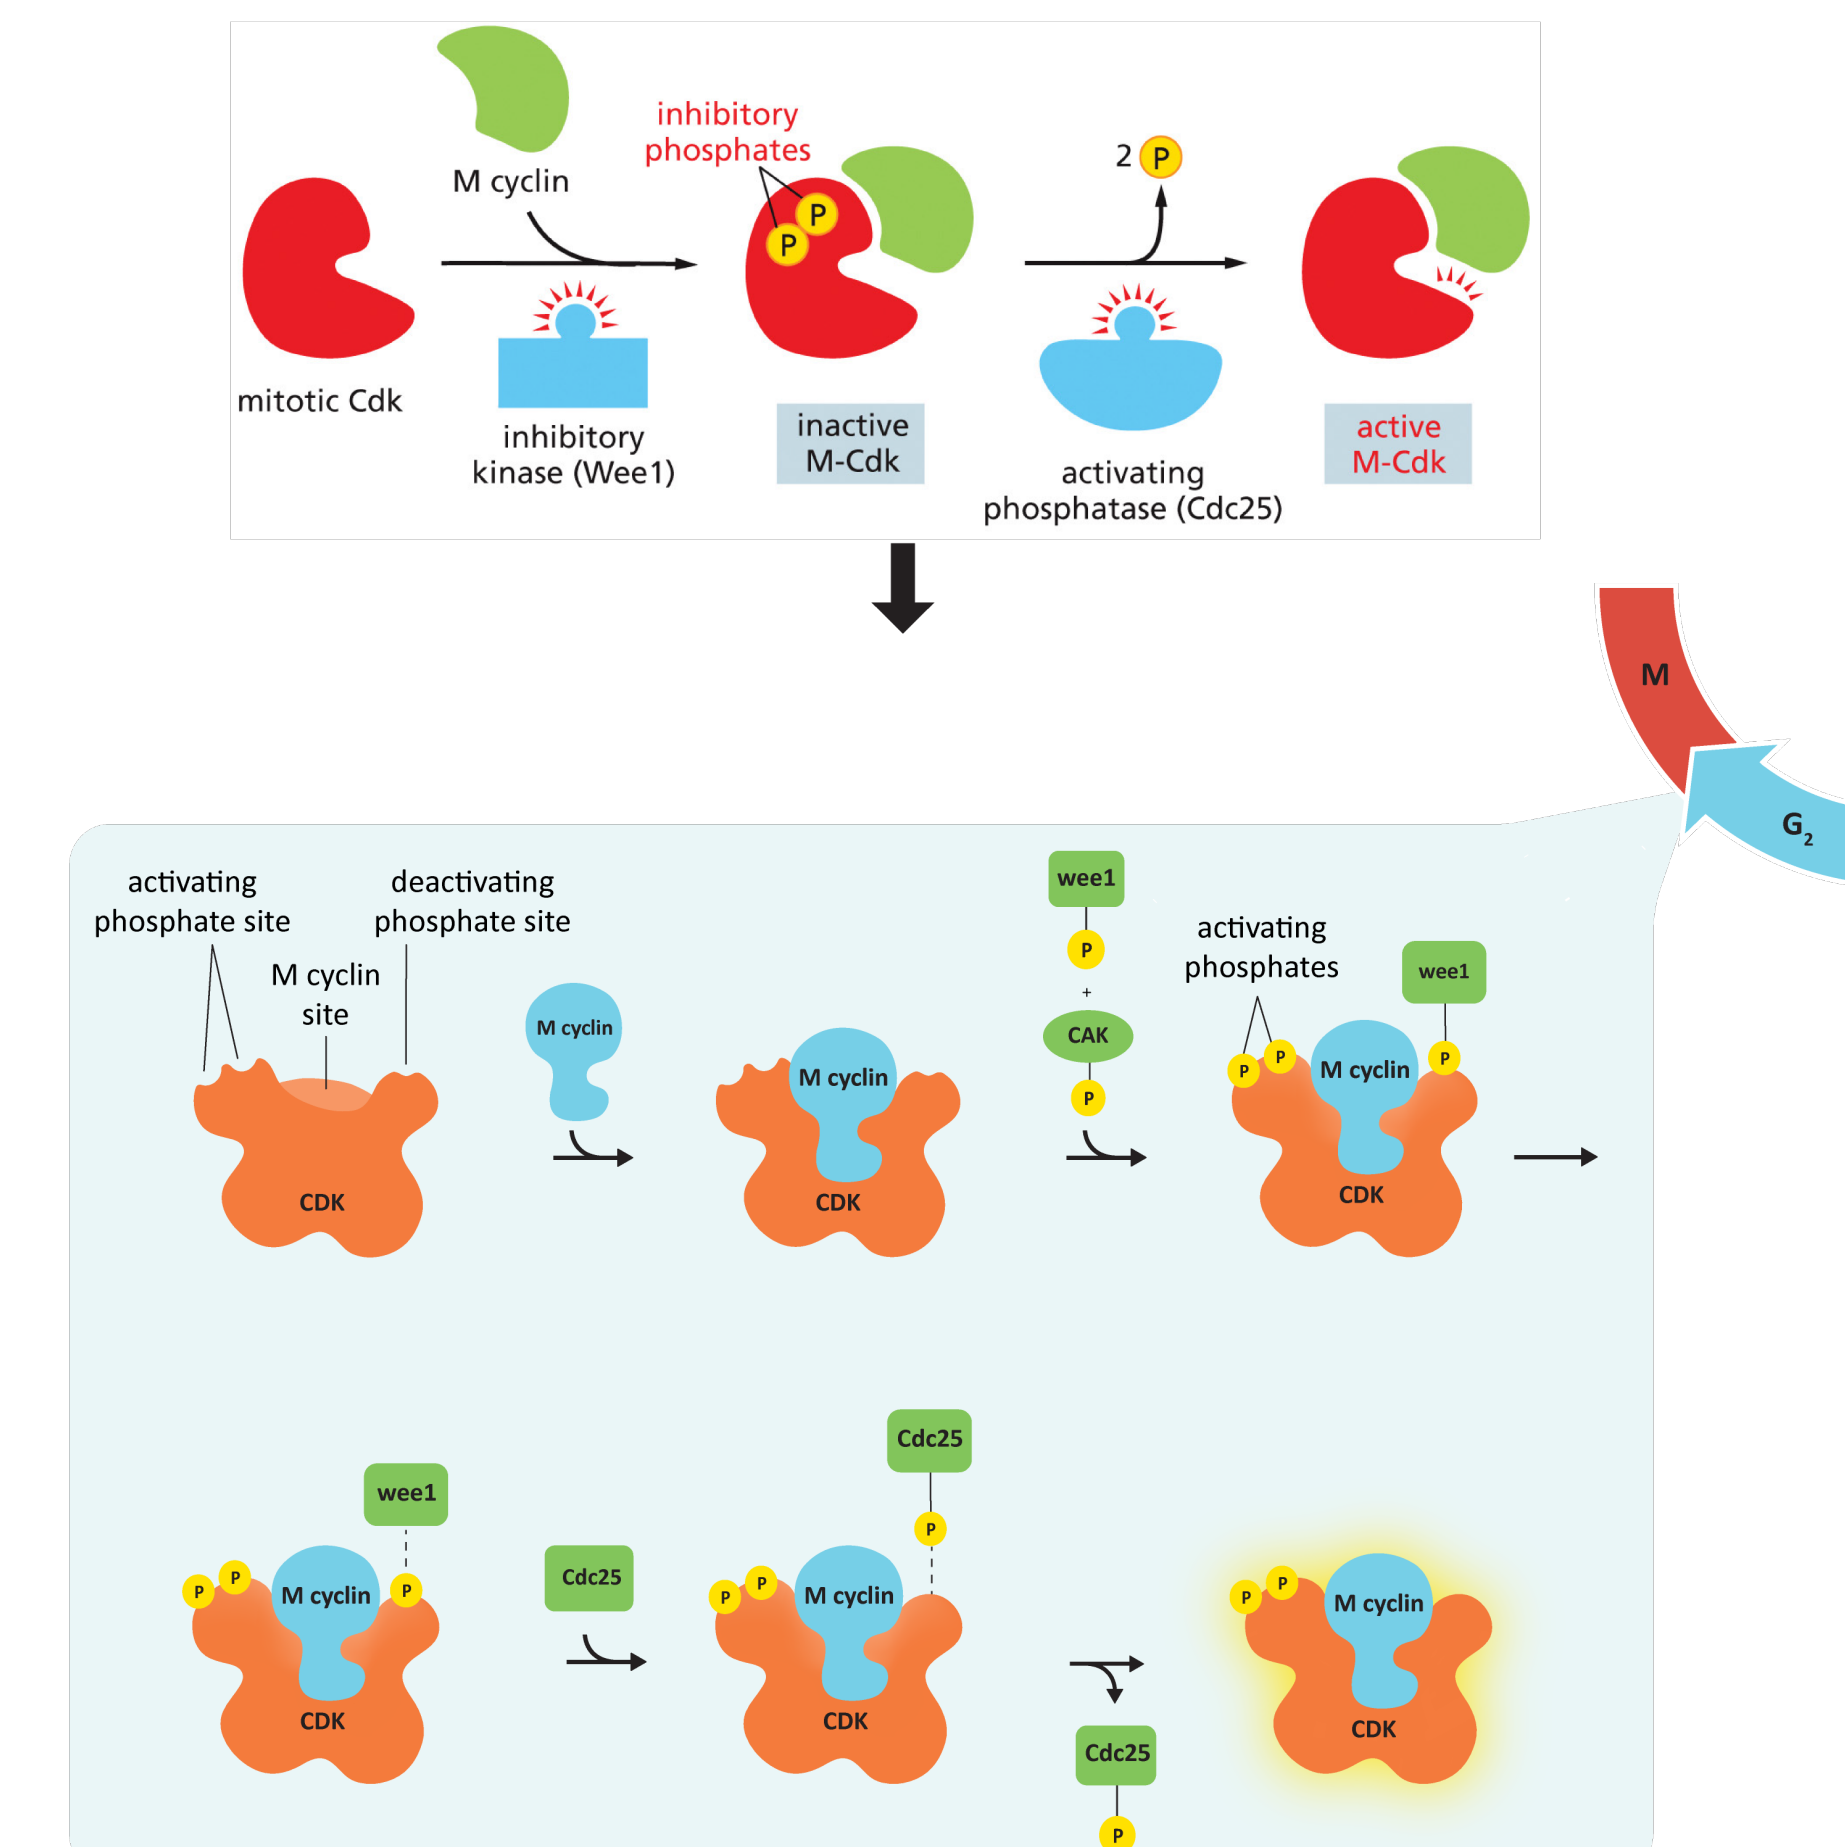 M cyclin
inhibitory
phosphates
P
P
2 P
mitotic Cdk
inhibitory
kinase (Wee1)
inactive
M-Cdk
activating
phosphatase (Cdc25)
active
M-Cdk
M
G2
activating
phosphate site
deactivating
phosphate site
M cyclin
site
CDK
M cyclin
M cyclin
CDK
wee1
P
+
CAK
P
activating
phosphates
wee1
P
P
P
M cyclin
CDK
wee1
P
P
P
M cyclin
CDK
Cdc25
Cdc25
P
P
P
M cyclin
CDK
Cdc25
P
P
P
M cyclin
CDK